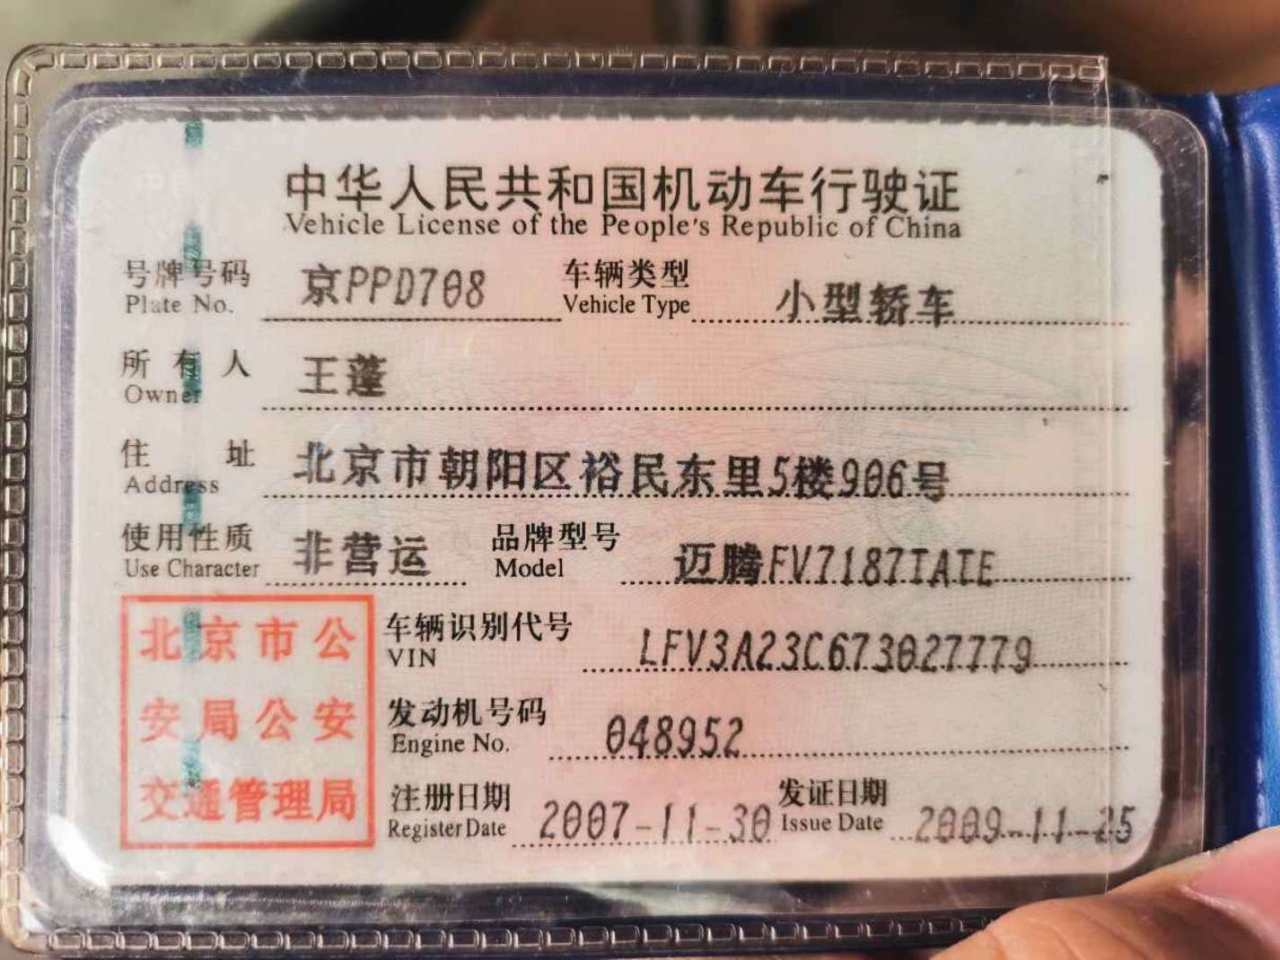 中华人民共和国机动车行驶证
Vehicle License of the People's Republic of China
号牌号码 京PPD708 车辆类型 小型轿车
Plate No. Vehicle Type
所有人 王蓬
Owner
住址 北京市朝阳区裕民东里5楼906号
Address
使用性质 非营运 品牌型号 迈腾FV7187TATE
Use Character Model
北京市公
安局公安
交通管理局
车辆识别代号 LFV3A23C673027779
VIN
发动机号码 048952
Engine No.
注册日期 2007-11-30 发证日期 2009-11-25
Register Date Issue Date